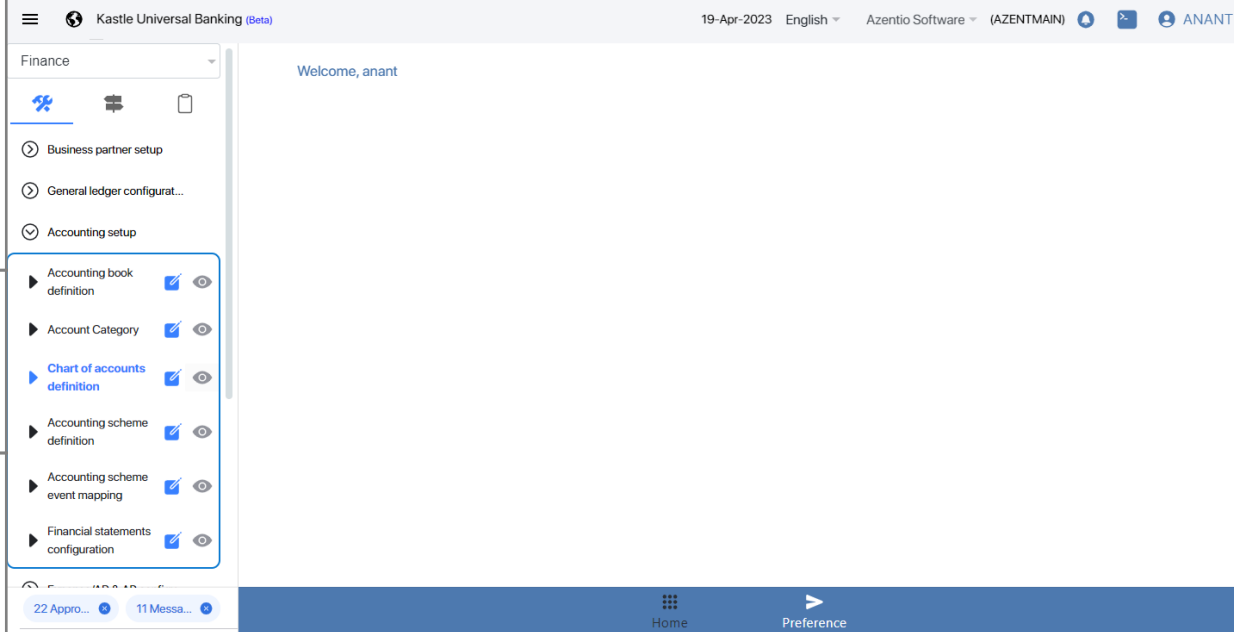 Kastle Universal Banking (Beta)
19-Apr-2023 English Azentio Software (AZENTMAIN) ANANT
Finance
Welcome, anant
Business partner setup
General ledger configurat...
Accounting setup
Accounting book
definition
Account Category
Chart of accounts
definition
Accounting scheme
definition
Accounting scheme
event mapping
Financial statements
configuration
22 Appro...
11 Messa...
Home
Preference